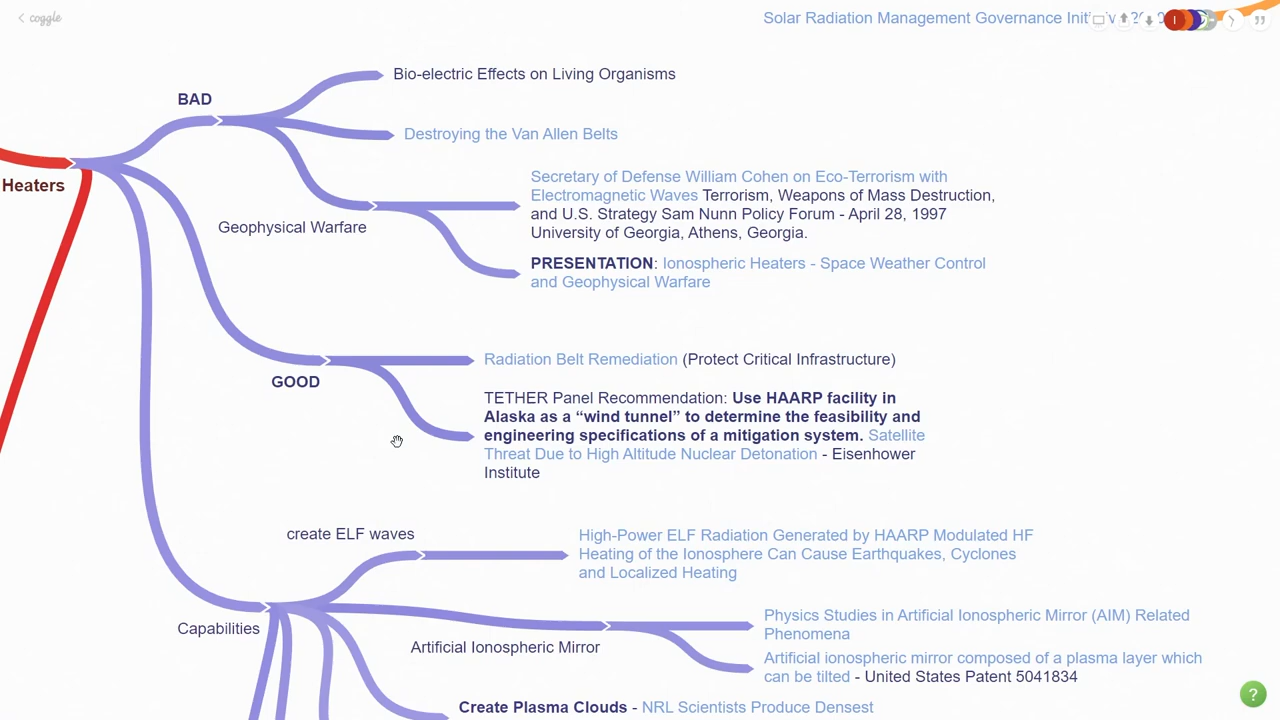 coggle
Solar Radiation Management Governance
Heaters
BAD
Bio-electric Effects on Living Organisms
Destroying the Van Allen Belts
Geophysical Warfare
Secretary of Defense William Cohen on Eco-Terrorism with
Electromagnetic Waves Terrorism, Weapons of Mass Destruction,
and U.S. Strategy Sam Nunn Policy Forum - April 28, 1997
University of Georgia, Athens, Georgia.
PRESENTATION: Ionospheric Heaters - Space Weather Control
and Geophysical Warfare
GOOD
Radiation Belt Remediation (Protect Critical Infrastructure)
TETHER Panel Recommendation: Use HAARP facility in
Alaska as a “wind tunnel” to determine the feasibility and
engineering specifications of a mitigation system. Satellite
Threat Due to High Altitude Nuclear Detonation - Eisenhower
Institute
Capabilities
create ELF waves
High-Power ELF Radiation Generated by HAARP Modulated HF
Heating of the Ionosphere Can Cause Earthquakes, Cyclones
and Localized Heating
Artificial Ionospheric Mirror
Physics Studies in Artificial Ionospheric Mirror (AIM) Related
Phenomena
Artificial ionospheric mirror composed of a plasma layer which
can be tilted - United States Patent 5041834
Create Plasma Clouds - NRL Scientists Produce Densest
?